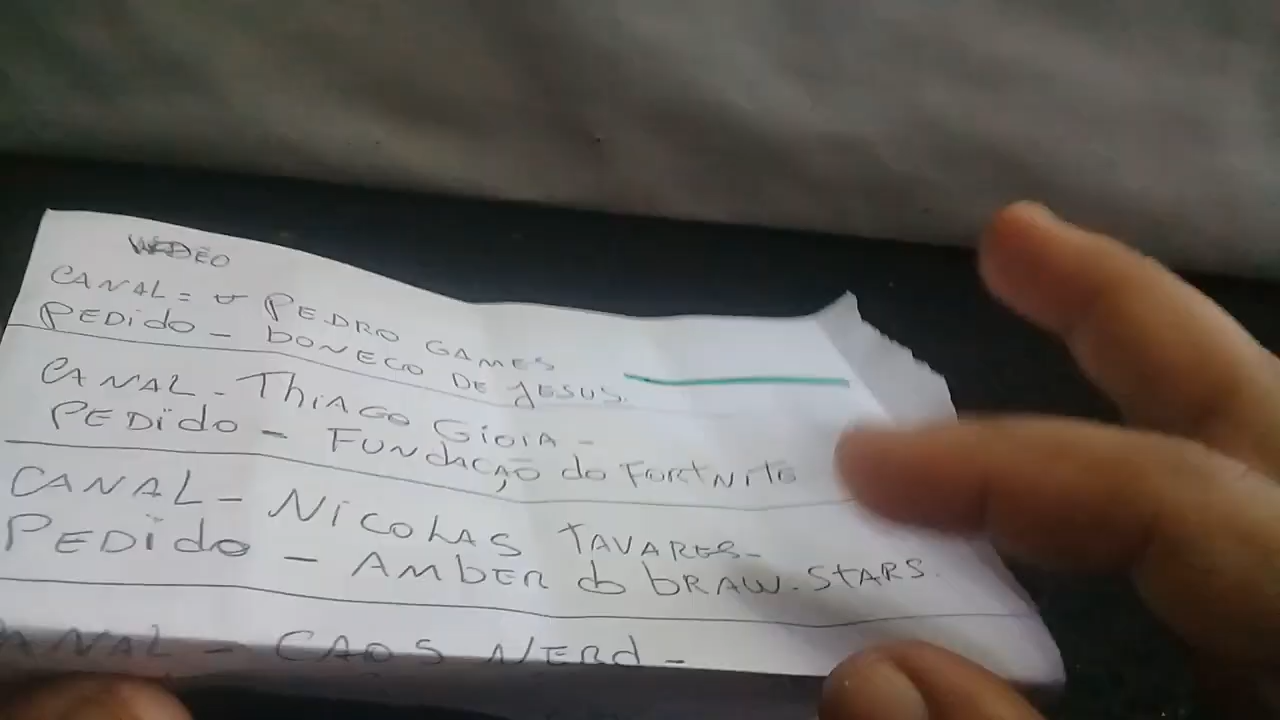 CANAL = PEDRO GAMES
PEDiDO - BONECO DE JESUS.
CANAL - THIAGO GiOiA -
PEDiDO - FUNDAÇÃO do FORTNiTE
CANAL - NiCOLAS TAVARES -
PEDiDO - AMBER do BRAW.STARS.
CANAL - CAOS NERD -